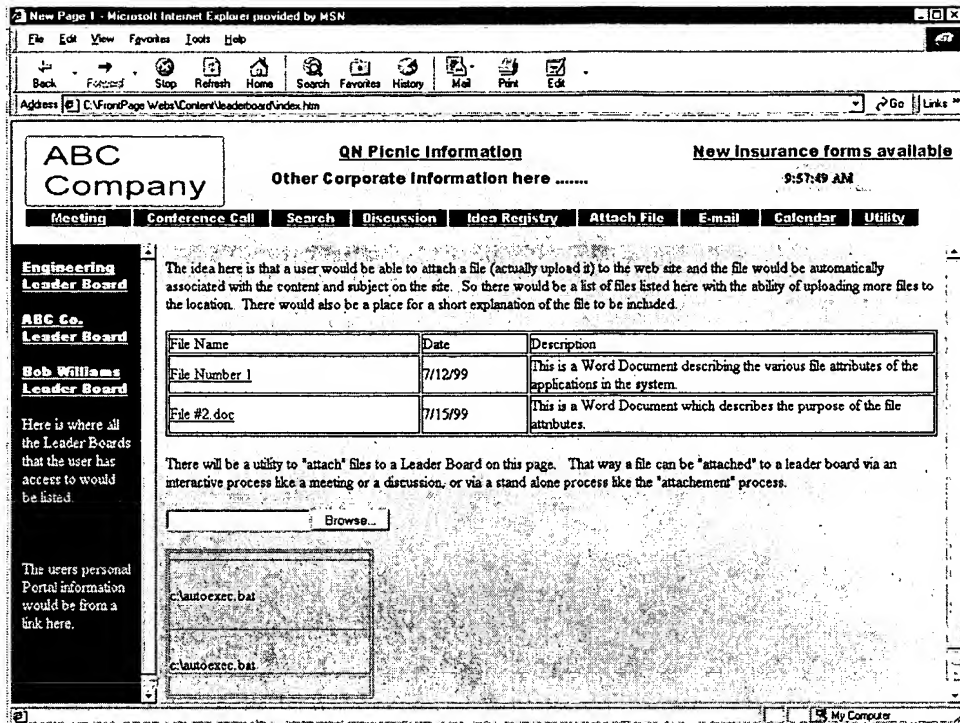 New Page 1 - Microsoft Internet Explorer provided by MSN
File Edit View Favorites Tools Help
Back Forward Stop Refresh Home Search Favorites History Mail Print Edit
Address C:\FrontPage Webs\Content\leaderboard\index.htm Go Links »
ABC
Company
QN Picnic Information
Other Corporate Information here .......
New insurance forms available
9:57:49 AM
Meeting Conference Call Search Discussion Idea Registry Attach File E-mail Calendar Utility
Engineering
Leader Board
ABC Co.
Leader Board
Bob Williams
Leader Board
Here is where all
the Leader Boards
that the user has
access to would
be listed.
The users personal
Portal information
would be from a
link here.
The idea here is that a user would be able to attach a file (actually upload it) to the web site and the file would be automatically
associated with the content and subject on the site. So there would be a list of files listed here with the ability of uploading more files to
the location. There would also be a place for a short explanation of the file to be included.
File Name Date Description
File Number 1 7/12/99 This is a Word Document describing the various file attributes of the
applications in the system.
File #2.doc 7/15/99 This is a Word Document which describes the purpose of the file
attributes.
There will be a utility to "attach" files to a Leader Board on this page. That way a file can be "attached" to a leader board via an
interactive process like a meeting or a discussion, or via a stand alone process like the "attachement" process.
Browse...
c:\autoexec.bat
c:\autoexec.bat
My Computer